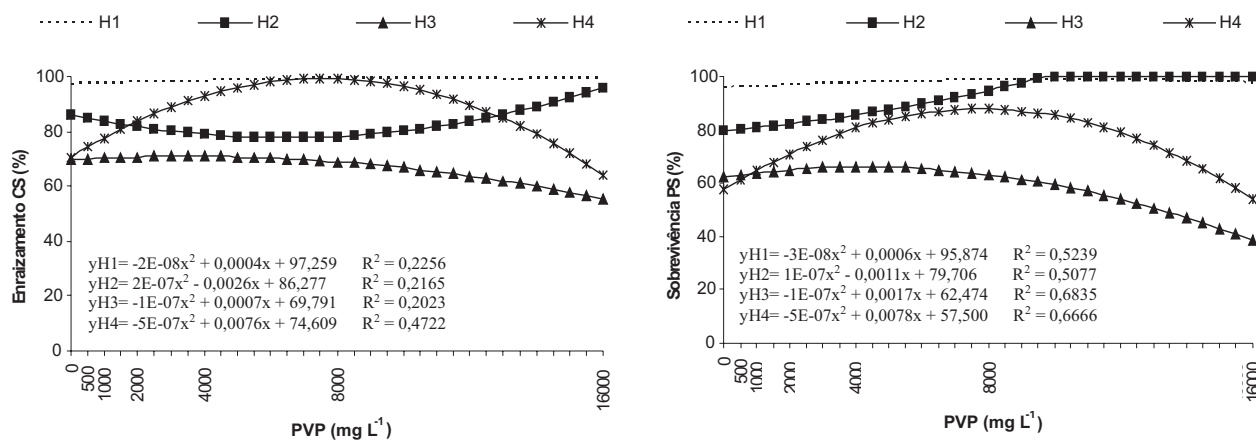 H1 H2 H3 H4
Enraizamento CS (%)
100
80
60
40
20
0
yH1= -2E-08x² + 0,0004x + 97,259 R² = 0,2256
yH2= 2E-07x² - 0,0026x + 86,277 R² = 0,2165
yH3= -1E-07x² + 0,0007x + 69,791 R² = 0,2023
yH4= -5E-07x² + 0,0076x + 74,609 R² = 0,4722
0 500 1000 2000 4000 8000 16000
PVP (mg L⁻¹)
H1 H2 H3 H4
Sobrevivência PS (%)
100
80
60
40
20
0
yH1= -3E-08x² + 0,0006x + 95,874 R² = 0,5239
yH2= 1E-07x² - 0,0011x + 79,706 R² = 0,5077
yH3= -1E-07x² + 0,0017x + 62,474 R² = 0,6835
yH4= -5E-07x² + 0,0078x + 57,500 R² = 0,6666
0 500 1000 2000 4000 8000 16000
PVP (mg L⁻¹)